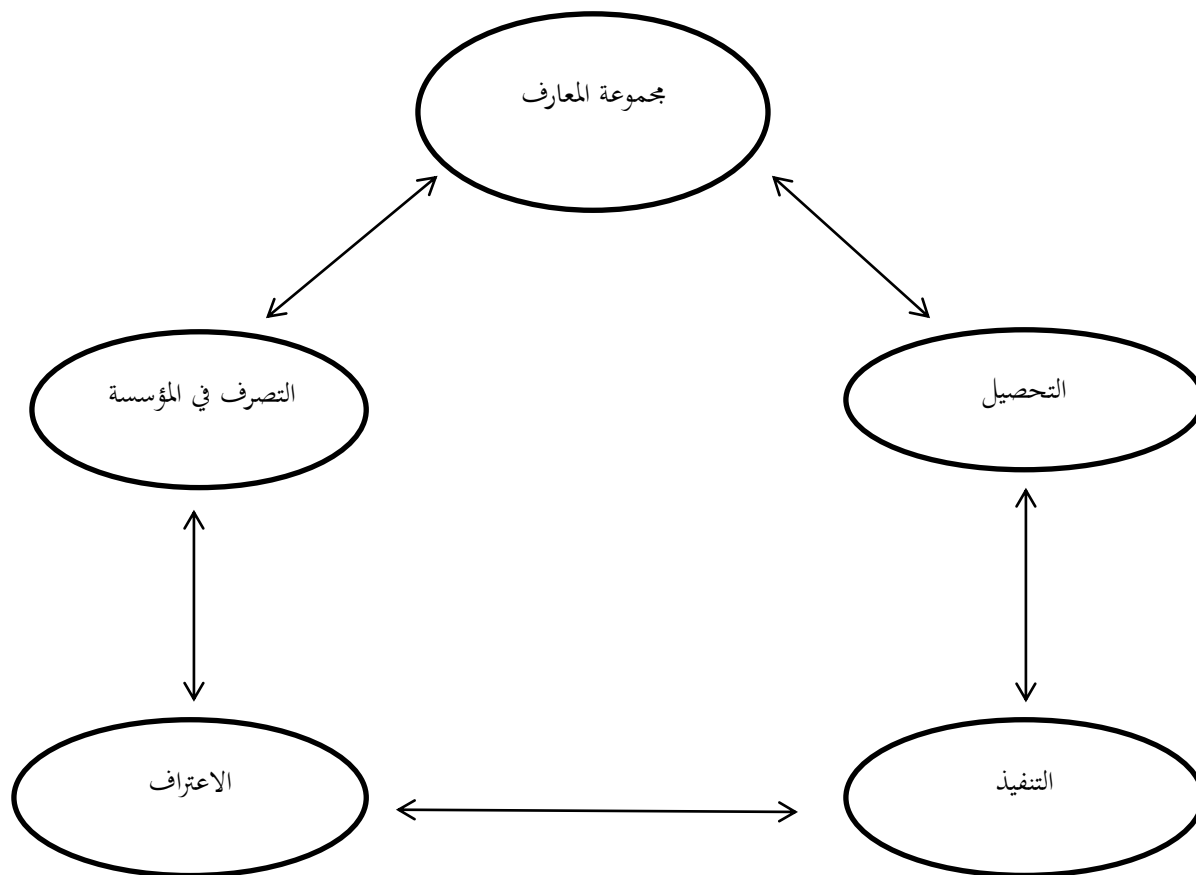 مجموعة المعارف
التحصيل
التصرف في المؤسسة
التنفيذ
الاعتراف